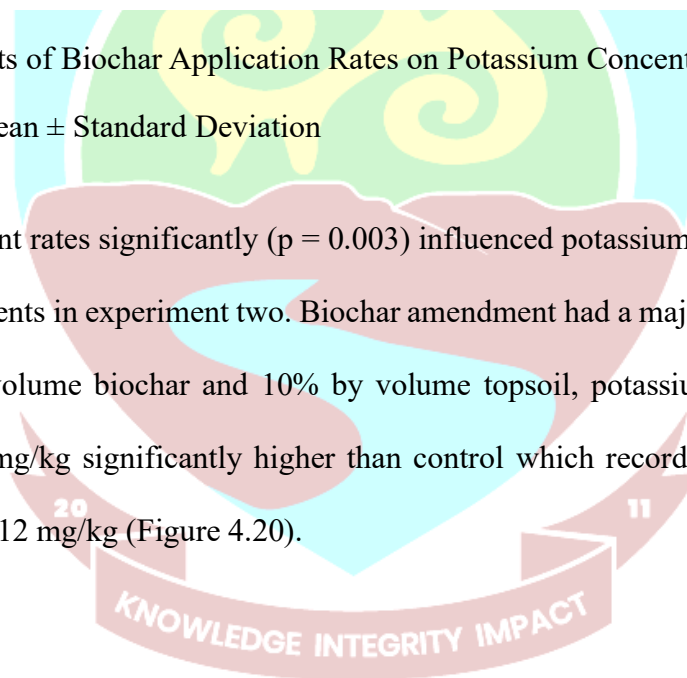 ts of Biochar Application Rates on Potassium Concent
ean ± Standard Deviation
nt rates significantly (p = 0.003) influenced potassium
ents in experiment two. Biochar amendment had a maj
volume biochar and 10% by volume topsoil, potassiu
mg/kg significantly higher than control which record
12 mg/kg (Figure 4.20).
20 11
KNOWLEDGE INTEGRITY IMPACT